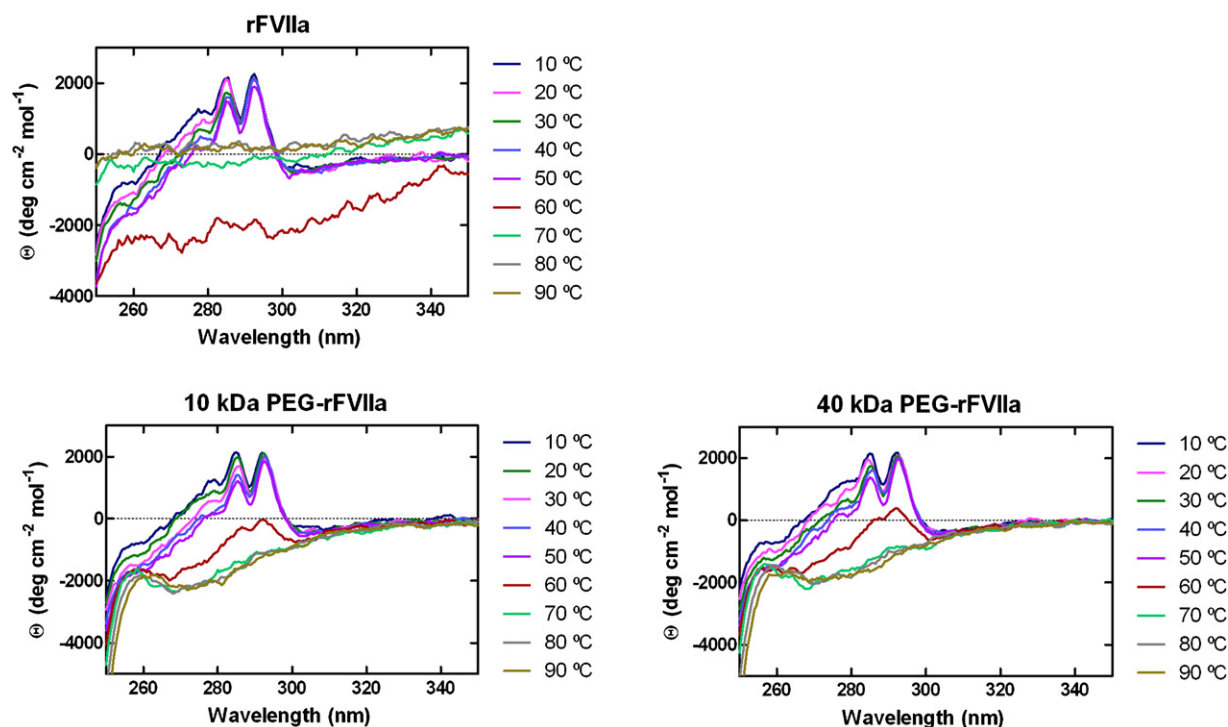 rFVIIa
Θ (deg cm⁻² mol⁻¹)
2000
0
-2000
-4000
260
280
300
320
340
Wavelength (nm)
10 ºC
20 ºC
30 ºC
40 ºC
50 ºC
60 ºC
70 ºC
80 ºC
90 ºC
10 kDa PEG-rFVIIa
Θ (deg cm⁻² mol⁻¹)
2000
0
-2000
-4000
260
280
300
320
340
Wavelength (nm)
10 ºC
20 ºC
30 ºC
40 ºC
50 ºC
60 ºC
70 ºC
80 ºC
90 ºC
40 kDa PEG-rFVIIa
Θ (deg cm⁻² mol⁻¹)
2000
0
-2000
-4000
260
280
300
320
340
Wavelength (nm)
10 ºC
20 ºC
30 ºC
40 ºC
50 ºC
60 ºC
70 ºC
80 ºC
90 ºC